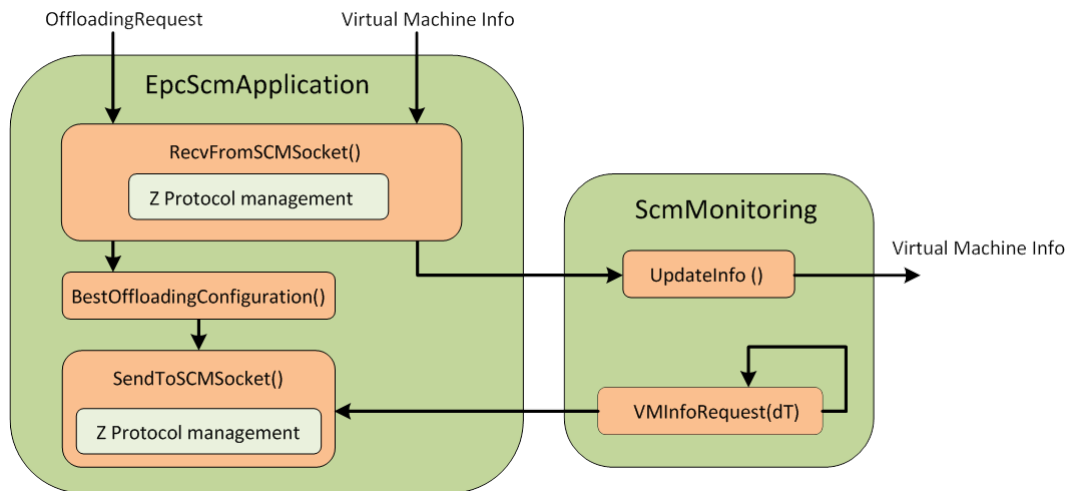 OffloadingRequest
Virtual Machine Info
EpcScmApplication
RecvFromSCMSocket()
Z Protocol management
BestOffloadingConfiguration()
SendToSCMSocket()
Z Protocol management
ScmMonitoring
UpdateInfo ()
Virtual Machine Info
VMInfoRequest(dT)